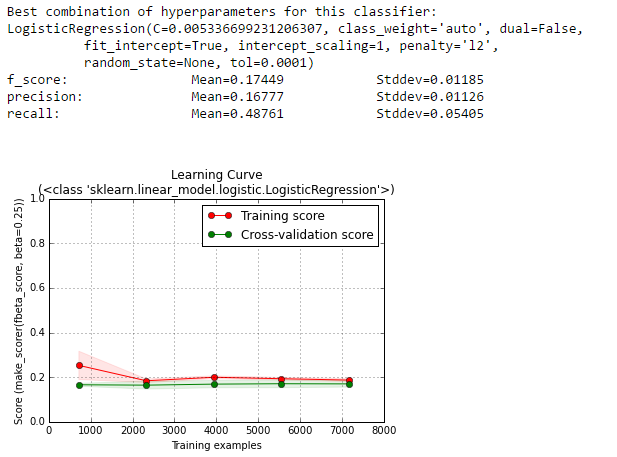 Best combination of hyperparameters for this classifier:
LogisticRegression(C=0.005336699231206307, class_weight='auto', dual=False,
fit_intercept=True, intercept_scaling=1, penalty='l2',
random_state=None, tol=0.0001)
f_score: Mean=0.17449 Stddev=0.01185
precision: Mean=0.16777 Stddev=0.01126
recall: Mean=0.48761 Stddev=0.05405
Learning Curve
(<class 'sklearn.linear_model.logistic.LogisticRegression'>)
Score (make_scorer(fbeta_score, beta=0.25))
1.0
0.8
0.6
0.4
0.2
0.0
Training score
Cross-validation score
0 1000 2000 3000 4000 5000 6000 7000 8000
Training examples